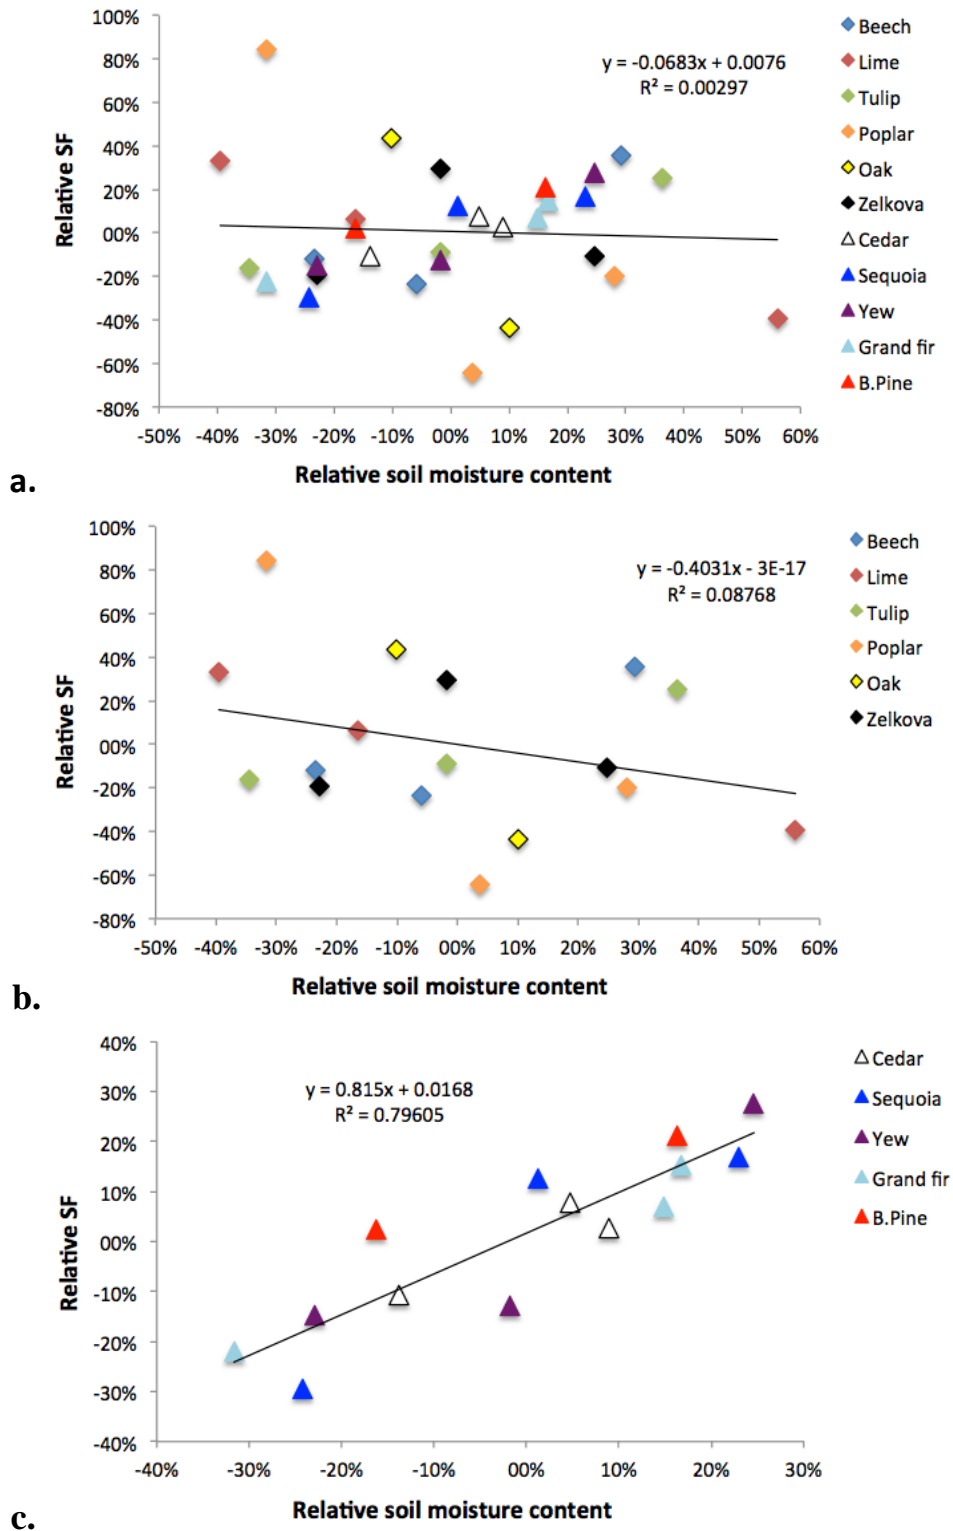 100%
80%
60%
40%
20%
00%
-20%
-40%
-60%
-80%
Relative SF
y = -0.0683x + 0.0076
R² = 0.00297
Beech
Lime
Tulip
Poplar
Oak
Zelkova
Cedar
Sequoia
Yew
Grand fir
B.Pine
-50% -40% -30% -20% -10% 00% 10% 20% 30% 40% 50% 60%
Relative soil moisture content
a.
100%
80%
60%
40%
20%
00%
-20%
-40%
-60%
-80%
Relative SF
y = -0.4031x - 3E-17
R² = 0.08768
Beech
Lime
Tulip
Poplar
Oak
Zelkova
-50% -40% -30% -20% -10% 00% 10% 20% 30% 40% 50% 60%
Relative soil moisture content
b.
40%
30%
20%
10%
00%
-10%
-20%
-30%
-40%
Relative SF
y = 0.815x + 0.0168
R² = 0.79605
Cedar
Sequoia
Yew
Grand fir
B.Pine
-40% -30% -20% -10% 00% 10% 20% 30%
Relative soil moisture content
c.